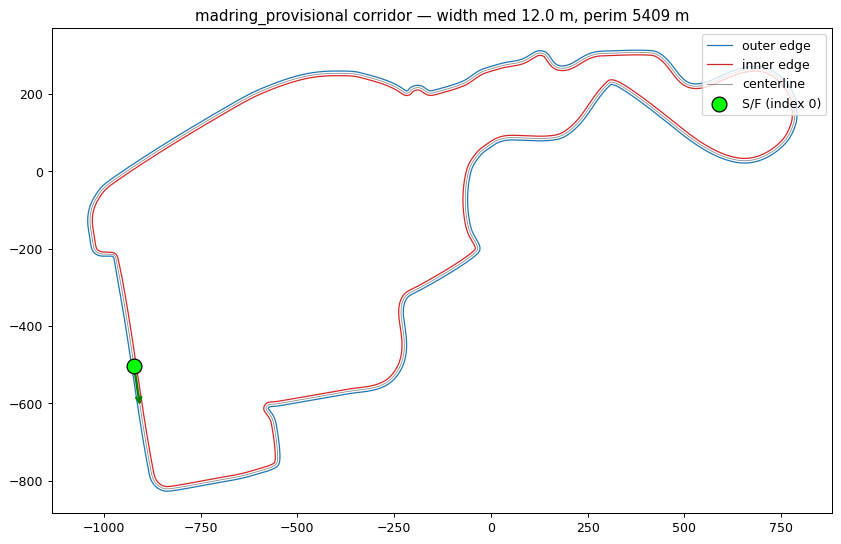 madring_provisional corridor — width med 12.0 m, perim 5409 m
outer edge
inner edge
centerline
S/F (index 0)
200
0
−200
−400
−600
−800
−1000
−750
−500
−250
0
250
500
750